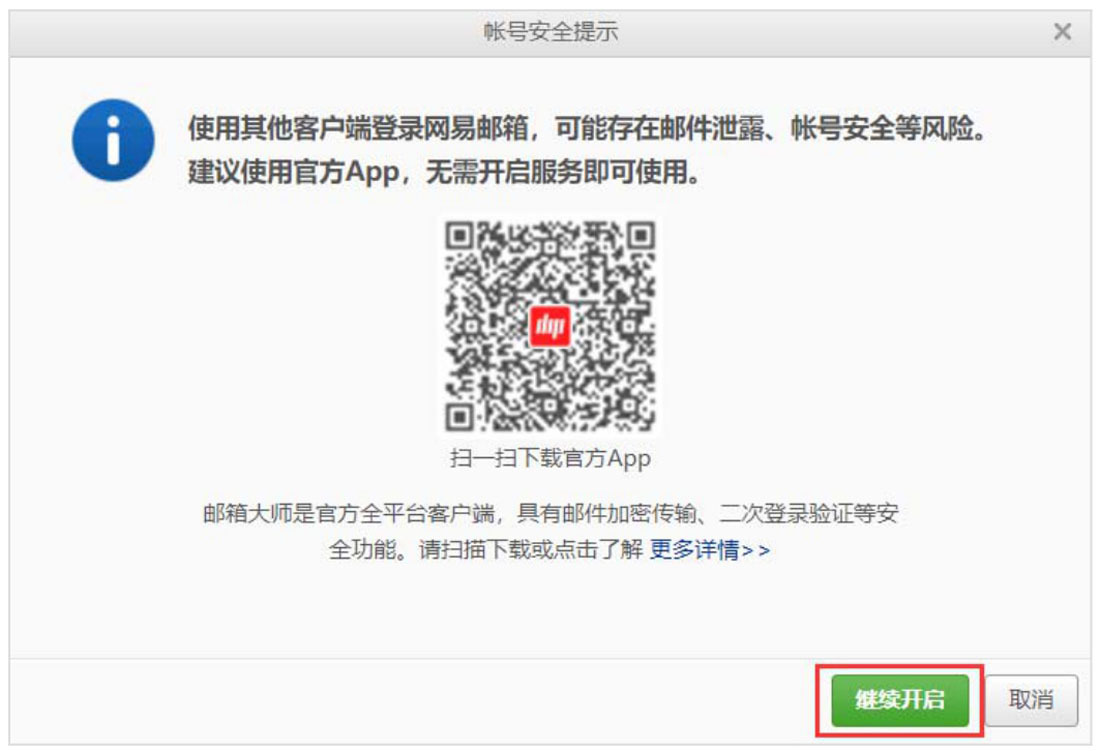 帐号安全提示
使用其他客户端登录网易邮箱，可能存在邮件泄露、帐号安全等风险。
建议使用官方App，无需开启服务即可使用。
扫一扫下载官方App
邮箱大师是官方全平台客户端，具有邮件加密传输、二次登录验证等安
全功能。请扫描下载或点击了解 更多详情>>
继续开启
取消